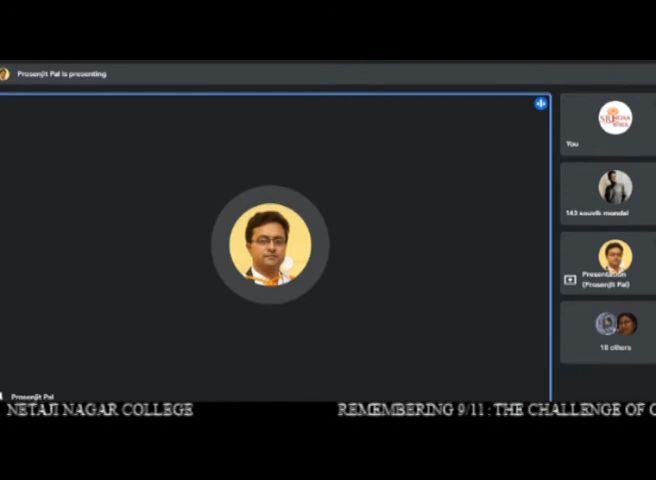 Prosenjit Pal is presenting
You
143 souvik mondal
Presentation
(Prosenjit Pal)
18 others
Prosenjit Pal
NETAJI NAGAR COLLEGE
REMEMBERING 9/11 : THE CHALLENGE OF